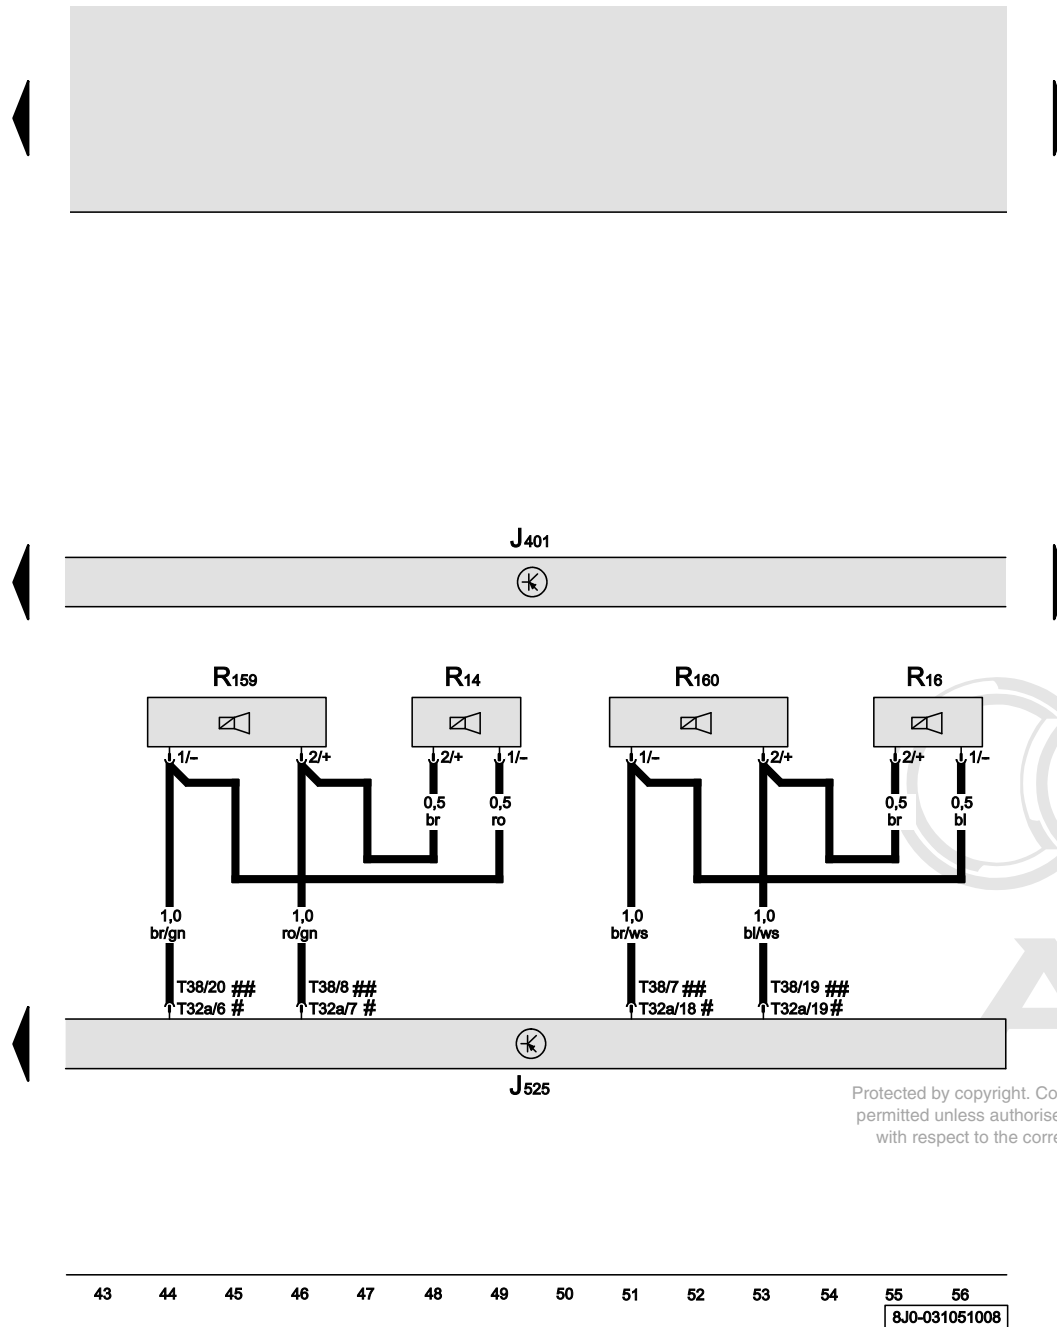 J401
R159 R14 R160 R16
1/– 2/+ 2/+ 1/– 1/– 2/+ 2/+ 1/–
0,5 0,5 0,5 0,5
br ro br bl
1,0 1,0 1,0 1,0
br/gn ro/gn br/ws bl/ws
T38/20 ## T38/8 ## T38/7 ## T38/19 ##
T32a/6 # T32a/7 # T32a/18 # T32a/19 #
J525
Protected by copyright. Co
permitted unless authorise
with respect to the corre
43 44 45 46 47 48 49 50 51 52 53 54 55 56
8J0-031051008